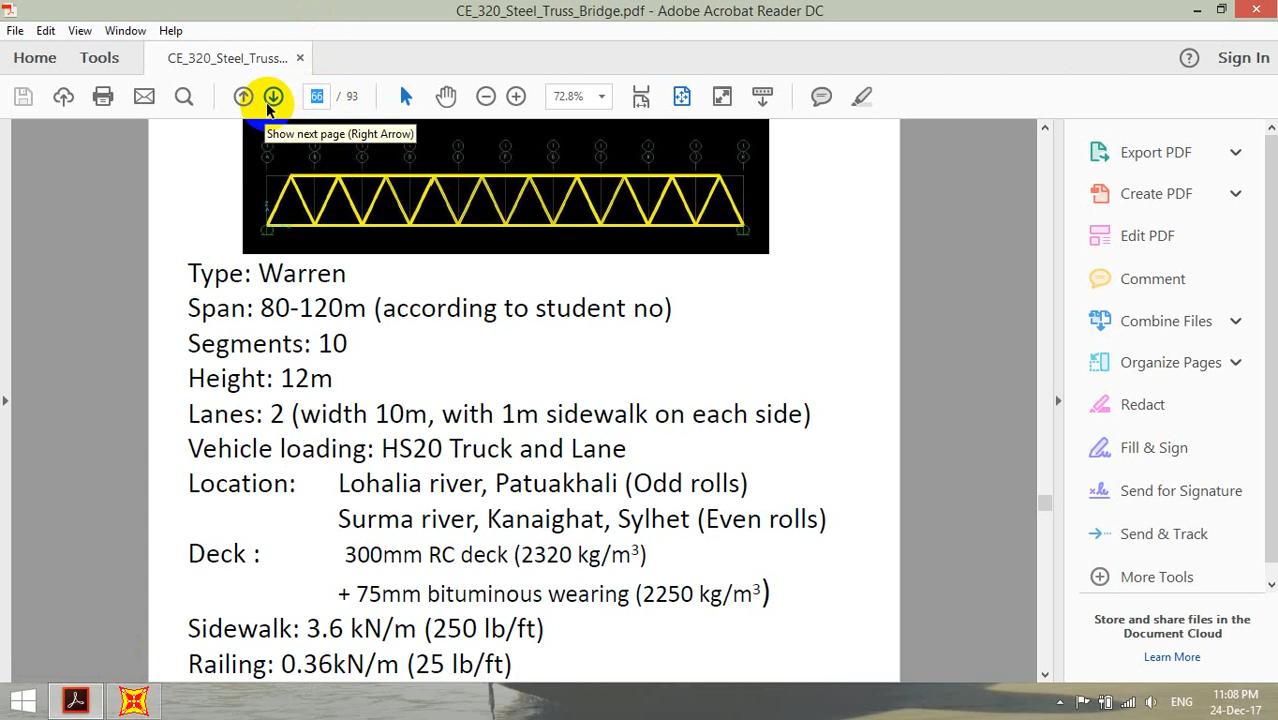 CE_320_Steel_Truss_Bridge.pdf - Adobe Acrobat Reader DC
File Edit View Window Help
Home Tools CE_320_Steel_Truss... × Sign In
66 / 93 72.8%
Show next page (Right Arrow)
Type: Warren
Span: 80-120m (according to student no)
Segments: 10
Height: 12m
Lanes: 2 (width 10m, with 1m sidewalk on each side)
Vehicle loading: HS20 Truck and Lane
Location: Lohalia river, Patuakhali (Odd rolls)
Surma river, Kanaighat, Sylhet (Even rolls)
Deck : 300mm RC deck (2320 kg/m³)
+ 75mm bituminous wearing (2250 kg/m³)
Sidewalk: 3.6 kN/m (250 lb/ft)
Railing: 0.36kN/m (25 lb/ft)
Export PDF
Create PDF
Edit PDF
Comment
Combine Files
Organize Pages
Redact
Fill & Sign
Send for Signature
Send & Track
More Tools
Store and share files in the
Document Cloud
Learn More
ENG
11:08 PM
24-Dec-17